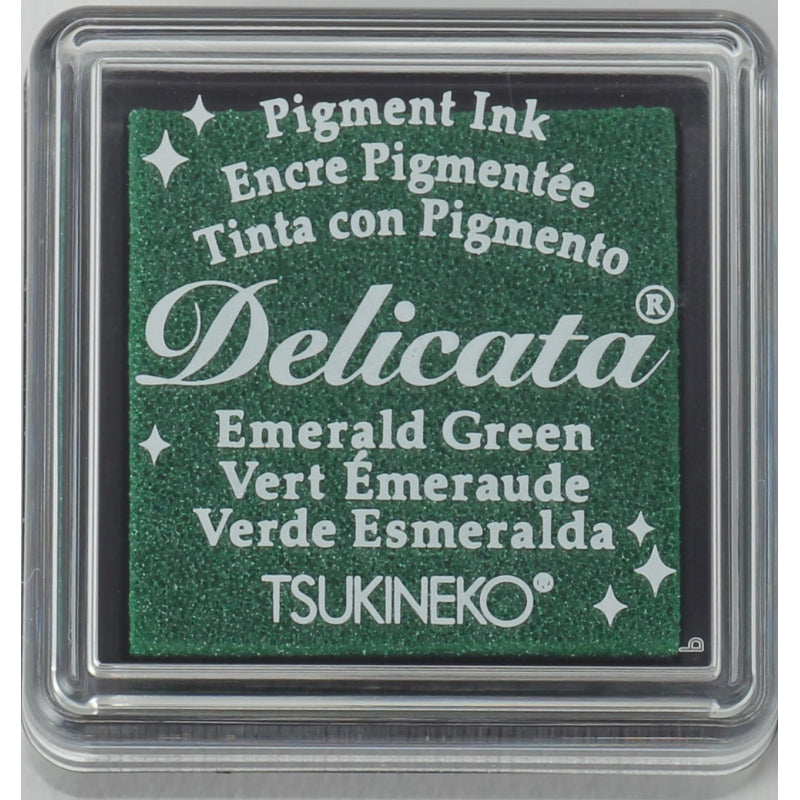 Pigment Ink
Encre Pigmentée
Tinta con Pigmento
Delicata®
Emerald Green
Vert Émeraude
Verde Esmeralda
TSUKINEKO®